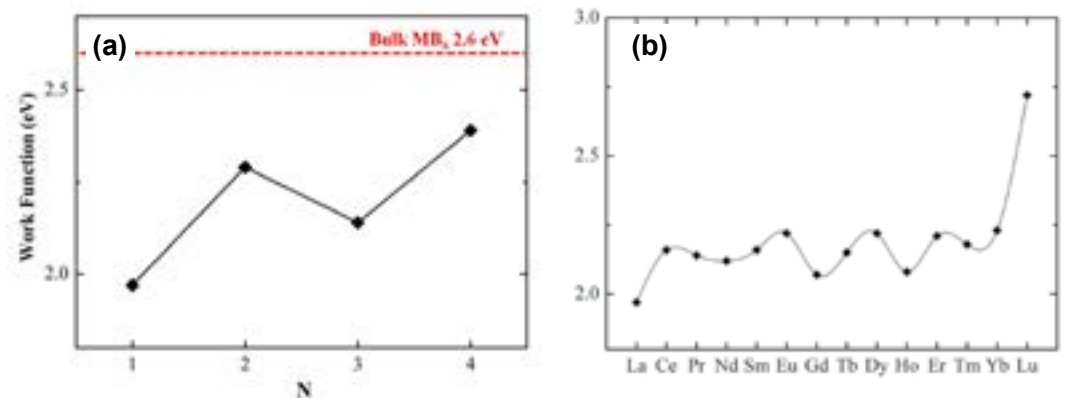 (a)
Bulk MB₆ 2.6 eV
Work Function (eV)
2.5
2.0
1 2 3 4
N
(b)
3.0
2.5
2.0
La Ce Pr Nd Sm Eu Gd Tb Dy Ho Er Tm Yb Lu